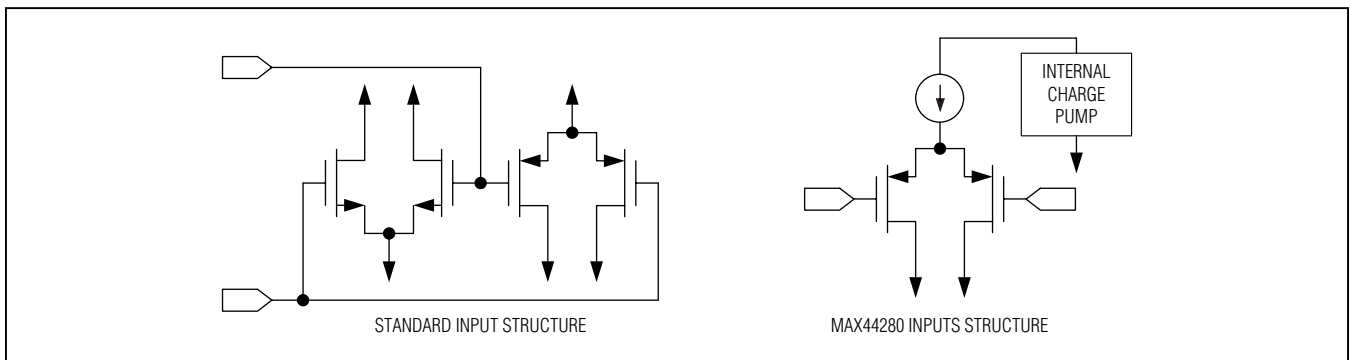 INTERNAL
CHARGE
PUMP
STANDARD INPUT STRUCTURE
MAX44280 INPUTS STRUCTURE